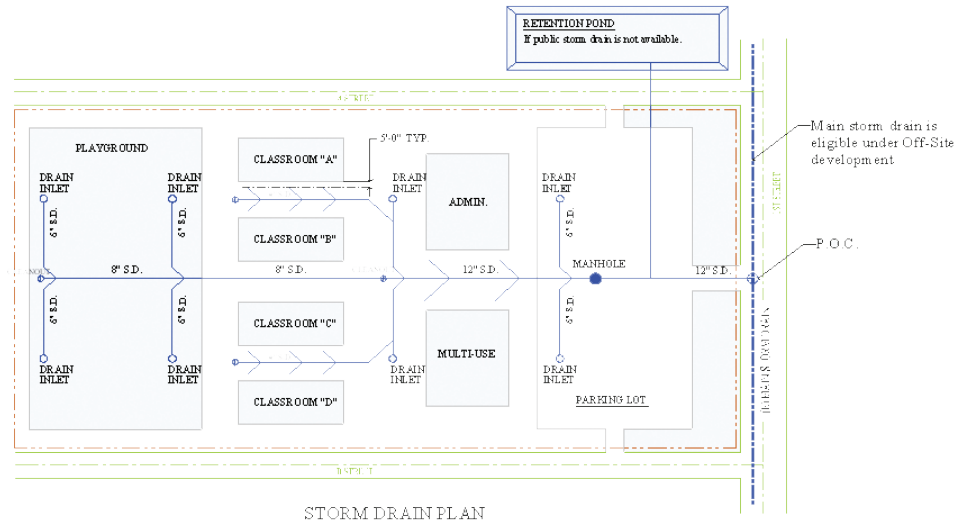 RETENTION POND
If public storm drain is not available.
Main storm drain is
eligible under Off-Site
development
PLAYGROUND
5'-0" TYP.
CLASSROOM "A"
DRAIN
INLET
DRAIN
INLET
DRAIN
INLET
DRAIN
INLET
ADMIN.
6" S.D.
6" S.D.
6" S.D.
CLASSROOM "B"
P.O.C.
8" S.D.
8" S.D.
12" S.D.
MANHOLE
12" S.D.
6" S.D.
6" S.D.
6" S.D.
CLASSROOM "C"
MULTI-USE
DRAIN
INLET
DRAIN
INLET
DRAIN
INLET
DRAIN
INLET
CLASSROOM "D"
PARKING LOT
STORM DRAIN PLAN